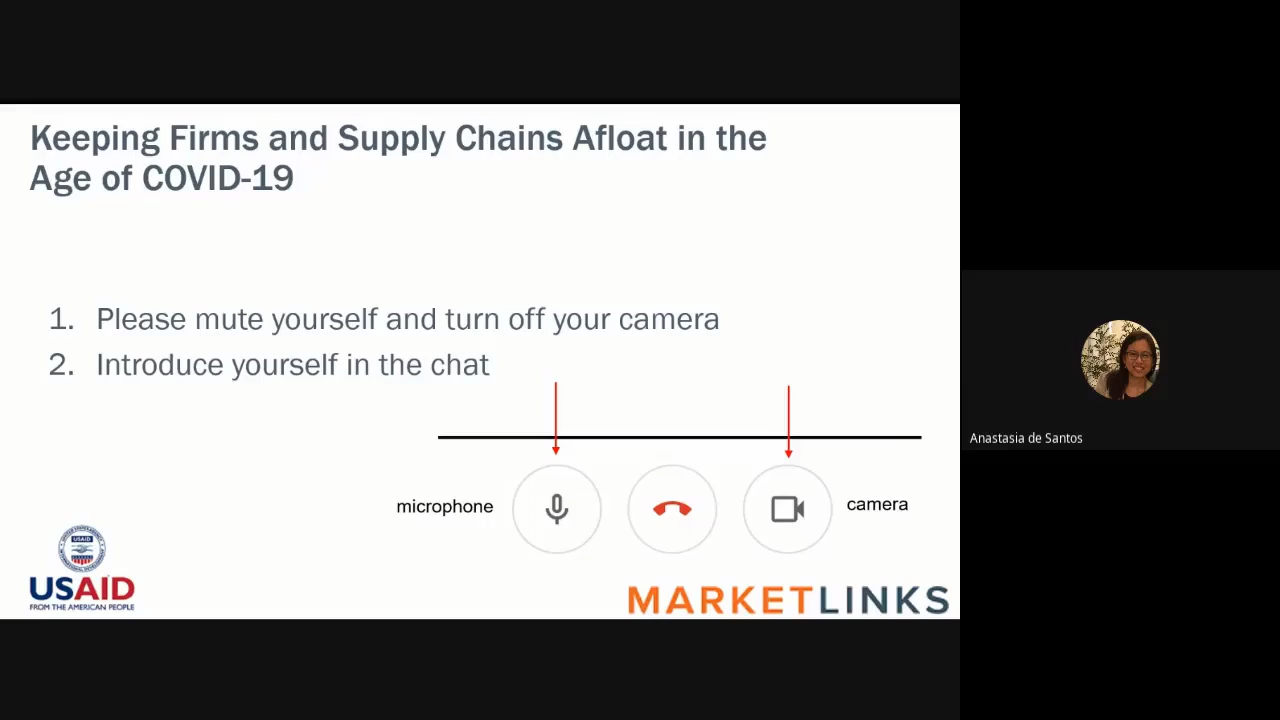 Keeping Firms and Supply Chains Afloat in the
Age of COVID-19
1. Please mute yourself and turn off your camera
2. Introduce yourself in the chat
microphone
camera
USAID
USAID
FROM THE AMERICAN PEOPLE
MARKETLINKS
Anastasia de Santos